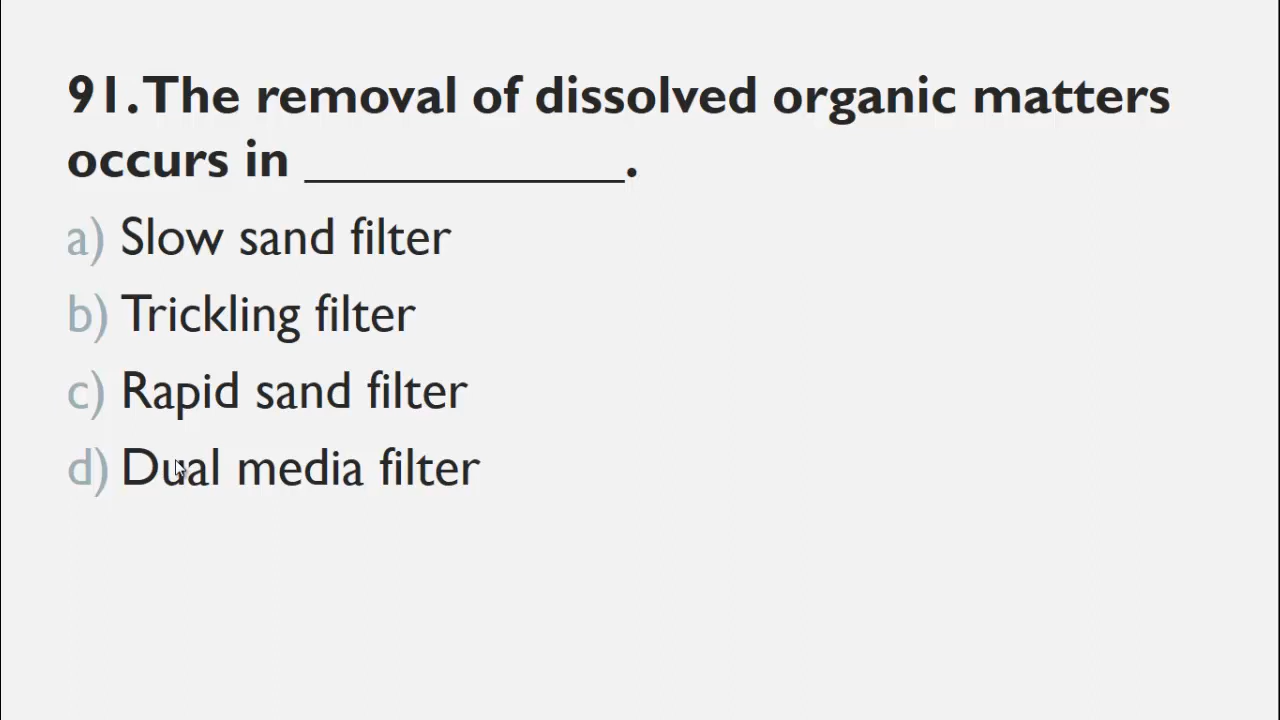 91. The removal of dissolved organic matters
occurs in ____________.
a) Slow sand filter
b) Trickling filter
c) Rapid sand filter
d) Dual media filter